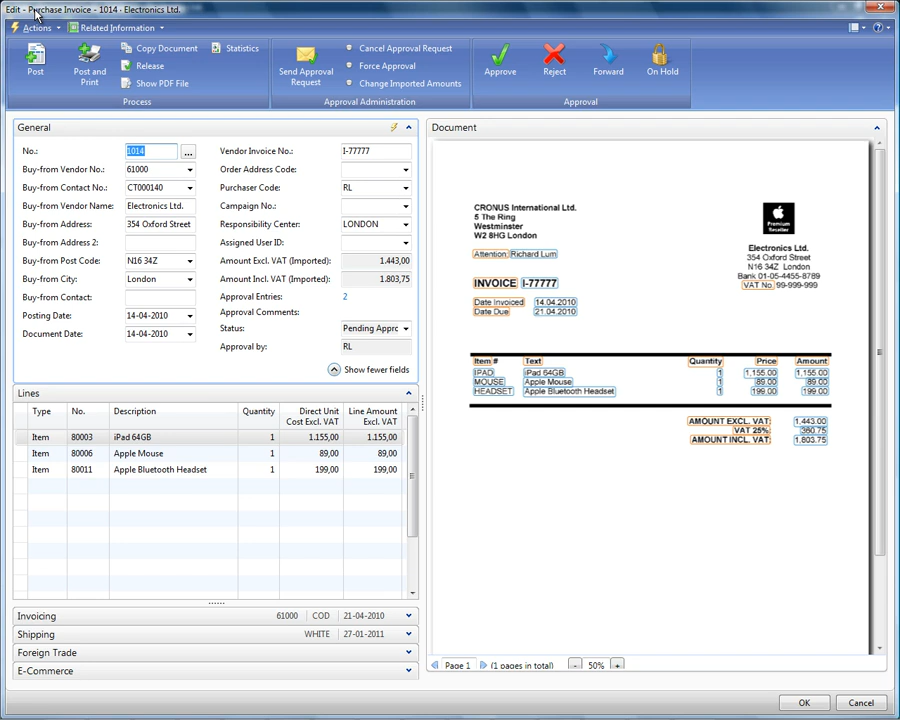 Edit - Purchase Invoice - 1014 · Electronics Ltd.
Actions
Related Information
Post
Post and Print
Copy Document
Release
Show PDF File
Statistics
Process
Send Approval Request
Cancel Approval Request
Force Approval
Change Imported Amounts
Approval Administration
Approve
Reject
Forward
On Hold
Approval
General
No.: 1014 ...
Buy-from Vendor No.: 61000
Buy-from Contact No.: CT000140
Buy-from Vendor Name: Electronics Ltd.
Buy-from Address: 354 Oxford Street
Buy-from Address 2:
Buy-from Post Code: N16 34Z
Buy-from City: London
Buy-from Contact:
Posting Date: 14-04-2010
Document Date: 14-04-2010
Vendor Invoice No.: I-77777
Order Address Code:
Purchaser Code: RL
Campaign No.:
Responsibility Center: LONDON
Assigned User ID:
Amount Excl. VAT (Imported): 1.443,00
Amount Incl. VAT (Imported): 1.803,75
Approval Entries: 2
Approval Comments:
Status: Pending Apprc
Approval by: RL
Show fewer fields
Lines
Type No. Description Quantity Direct Unit Cost Excl. VAT Line Amount Excl. VAT
Item 80003 iPad 64GB 1 1.155,00 1.155,00
Item 80006 Apple Mouse 1 89,00 89,00
Item 80011 Apple Bluetooth Headset 1 199,00 199,00
Invoicing 61000 COD 21-04-2010
Shipping WHITE 27-01-2011
Foreign Trade
E-Commerce
Document
CRONUS International Ltd.
5 The Ring
Westminster
W2 8HG London
Attention: Richard Lum
Premium
Reseller
Electronics Ltd.
354 Oxford Street
N16 34Z London
Bank 01-05-4455-8789
VAT No. 99-999-999
INVOICE I-77777
Date Invoiced 14.04.2010
Date Due 21.04.2010
Item # Text Quantity Price Amount
IPAD iPad 64GB 1 1,155.00 1,155.00
MOUSE Apple Mouse 1 89.00 89.00
HEADSET Apple Bluetooth Headset 1 199.00 199.00
AMOUNT EXCL. VAT: 1,443.00
VAT 25%: 360.75
AMOUNT INCL. VAT: 1,803.75
Page 1 (1 pages in total) - 50% +
OK
Cancel